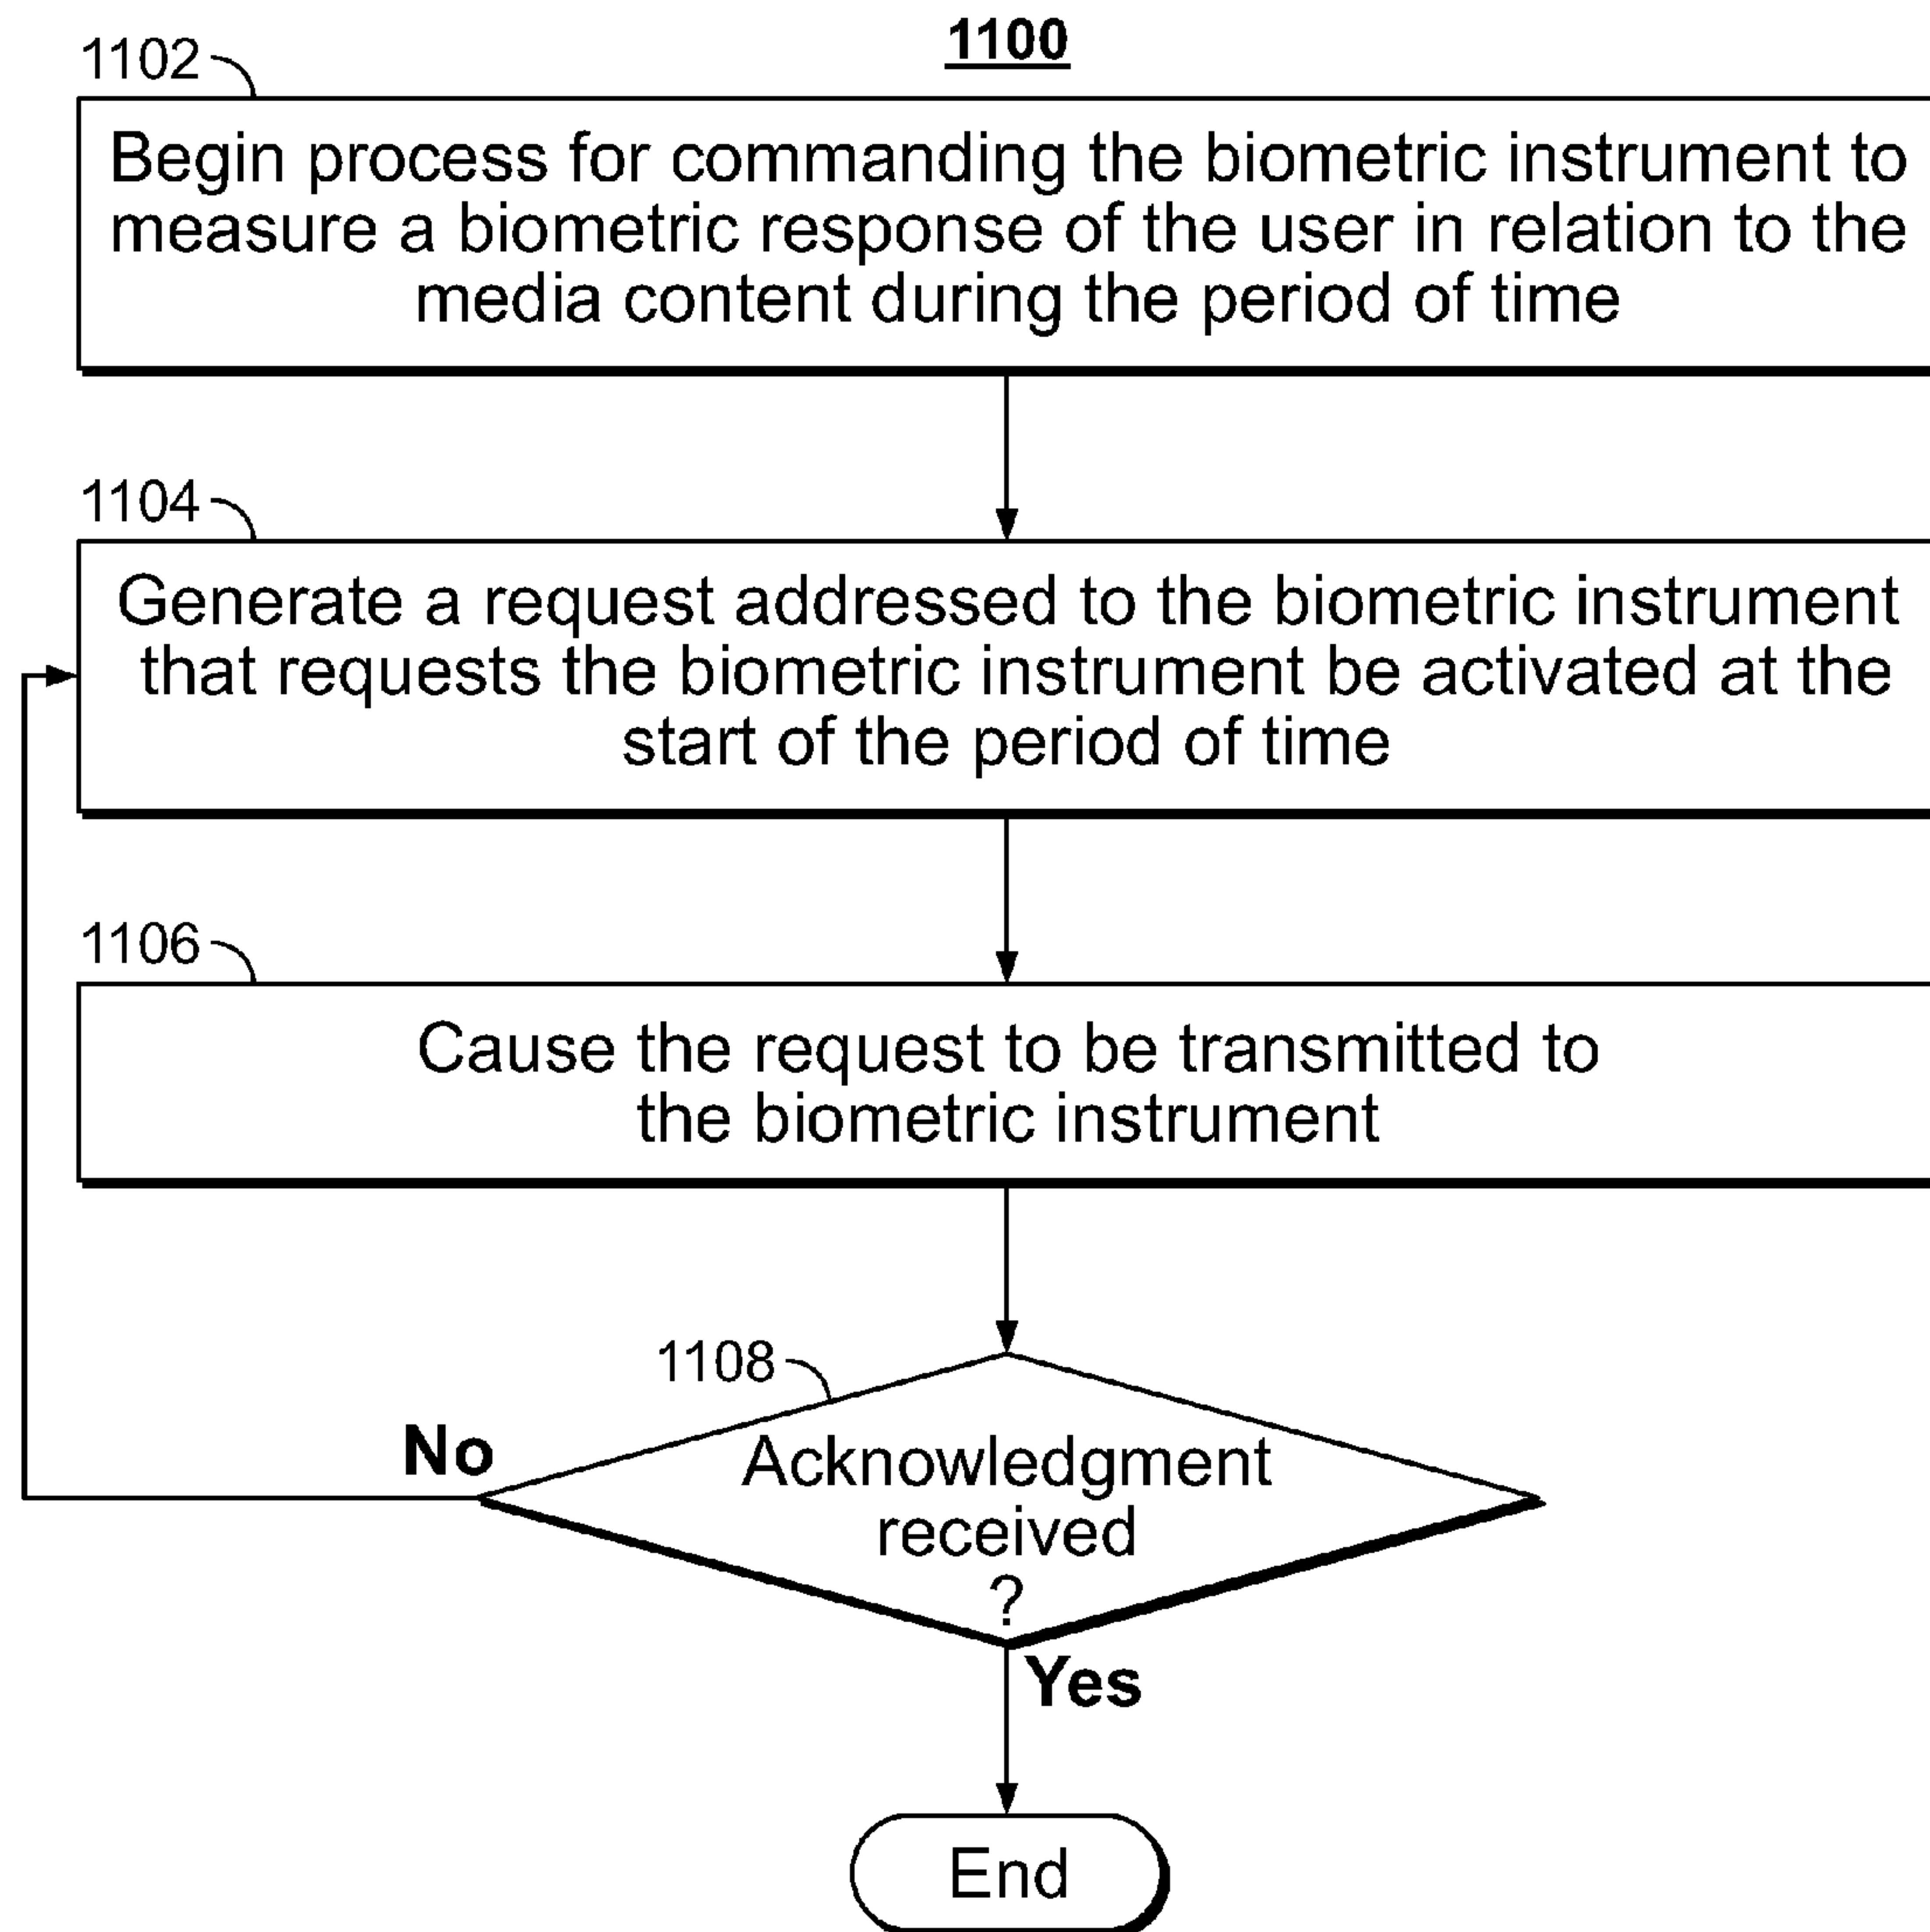 1100
1102
Begin process for commanding the biometric instrument to
measure a biometric response of the user in relation to the
media content during the period of time
1104
Generate a request addressed to the biometric instrument
that requests the biometric instrument be activated at the
start of the period of time
1106
Cause the request to be transmitted to
the biometric instrument
1108
Acknowledgment
received
?
No
Yes
End